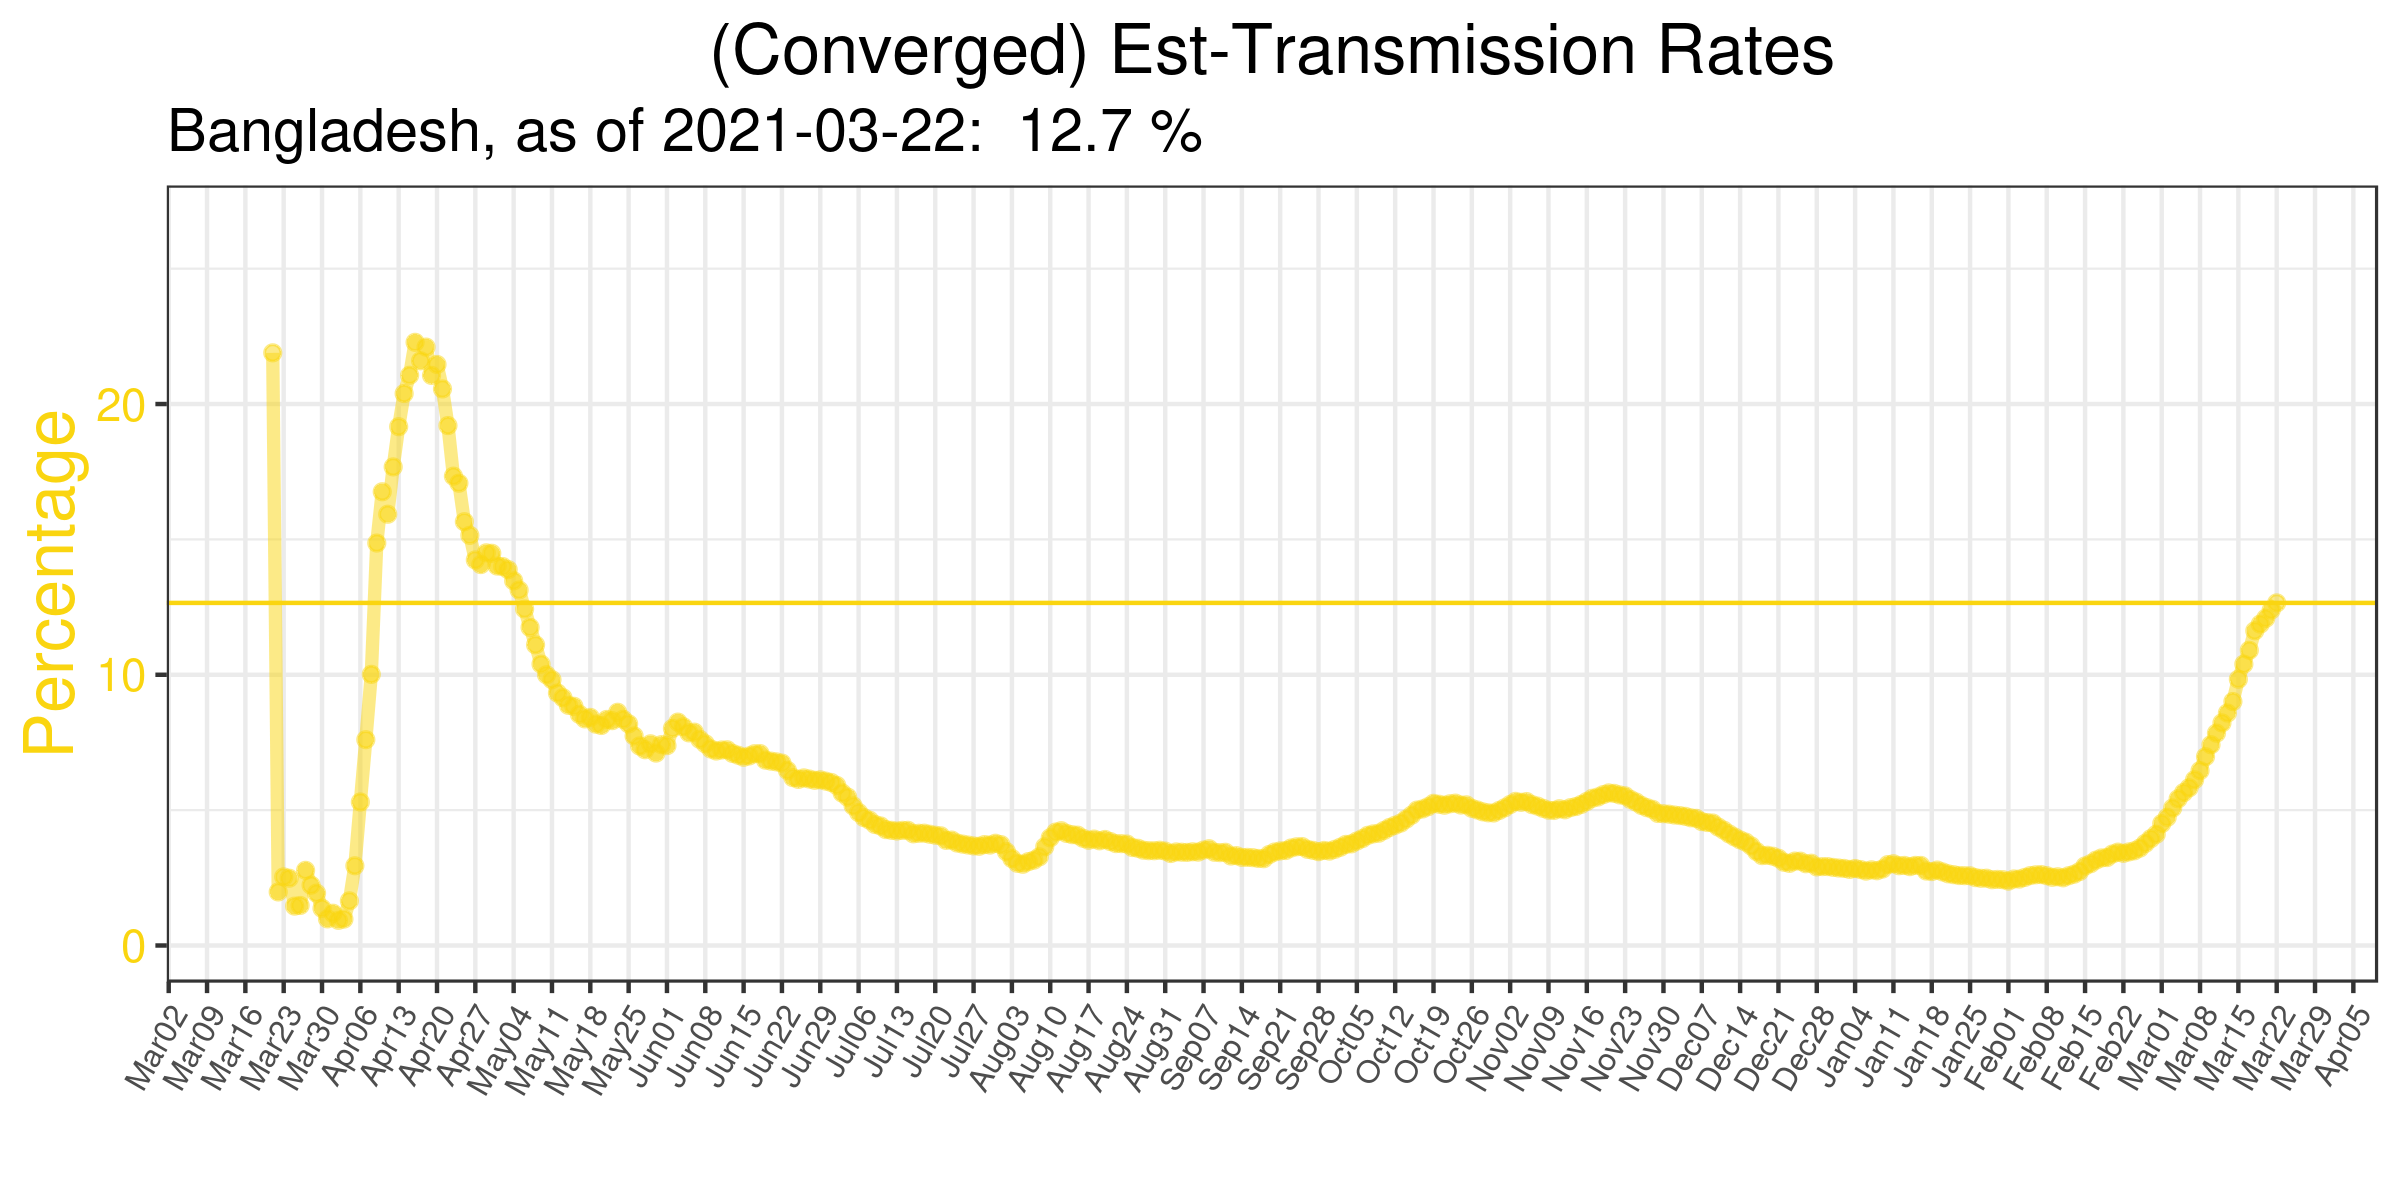 (Converged) Est-Transmission Rates
Bangladesh, as of 2021-03-22:  12.7 %
Percentage
20
10
0
Mar02
Mar09
Mar16
Mar23
Mar30
Apr06
Apr13
Apr20
Apr27
May04
May11
May18
May25
Jun01
Jun08
Jun15
Jun22
Jun29
Jul06
Jul13
Jul20
Jul27
Aug03
Aug10
Aug17
Aug24
Aug31
Sep07
Sep14
Sep21
Sep28
Oct05
Oct12
Oct19
Oct26
Nov02
Nov09
Nov16
Nov23
Nov30
Dec07
Dec14
Dec21
Dec28
Jan04
Jan11
Jan18
Jan25
Feb01
Feb08
Feb15
Feb22
Mar01
Mar08
Mar15
Mar22
Mar29
Apr05